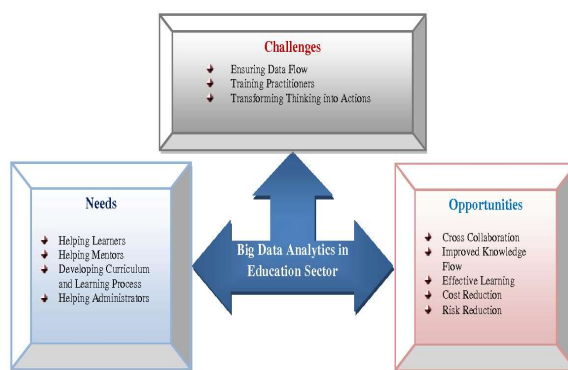 Challenges
Ensuring Data Flow
Training Practitioners
Transforming Thinking into Actions
Needs
Helping Learners
Helping Mentors
Developing Curriculum
and Learning Process
Helping Administrators
Big Data Analytics in
Education Sector
Opportunities
Cross Collaboration
Improved Knowledge
Flow
Effective Learning
Cost Reduction
Risk Reduction